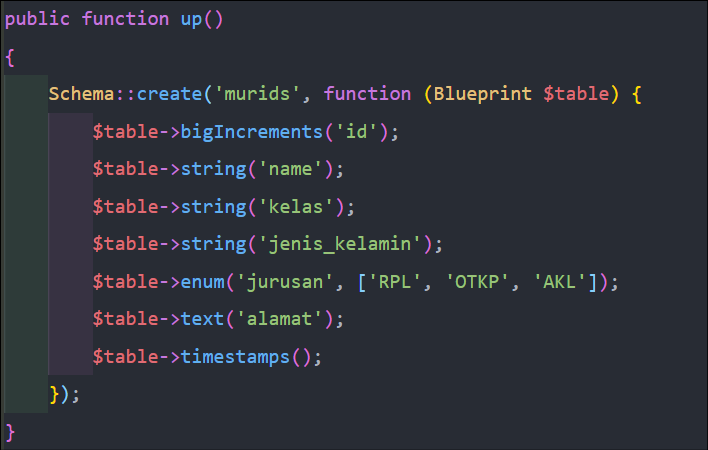 public function up()
{
Schema::create('murids', function (Blueprint $table) {
$table->bigIncrements('id');
$table->string('name');
$table->string('kelas');
$table->string('jenis_kelamin');
$table->enum('jurusan', ['RPL', 'OTKP', 'AKL']);
$table->text('alamat');
$table->timestamps();
});
}